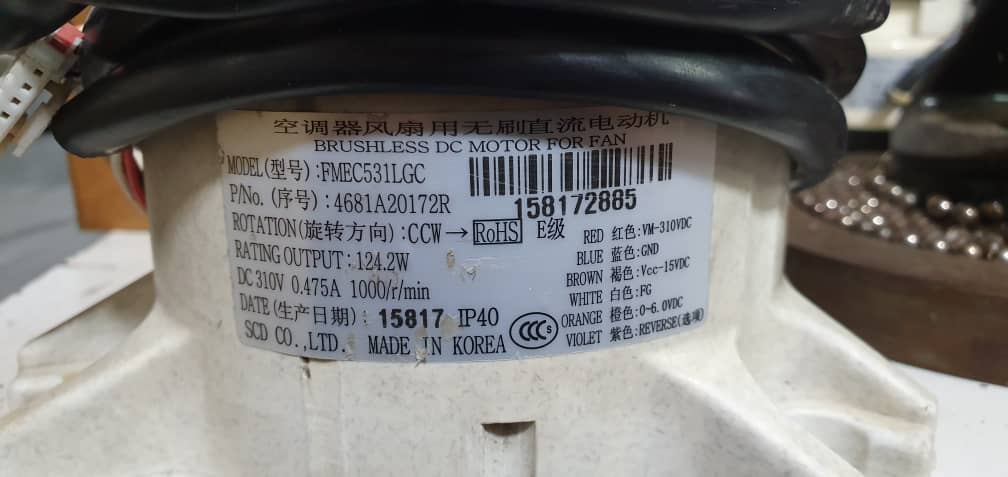 空调器风扇用无刷直流电动机
BRUSHLESS DC MOTOR FOR FAN
MODEL(型号):FMEC531LGC
P/No.(序号):4681A20172R
158172885
ROTATION(旋转方向):CCW→ RoHS E级
RATING OUTPUT:124.2W
DC 310V 0.475A 1000/r/min
DATE(生产日期): 15817 IP40
SCD CO.,LTD. MADE IN KOREA CCC S
RED 红色:VM-310VDC
BLUE 蓝色:GND
BROWN 褐色:Vcc-15VDC
WHITE 白色:FG
ORANGE 橙色:0~6.0VDC
VIOLET 紫色:REVERSE(选项)